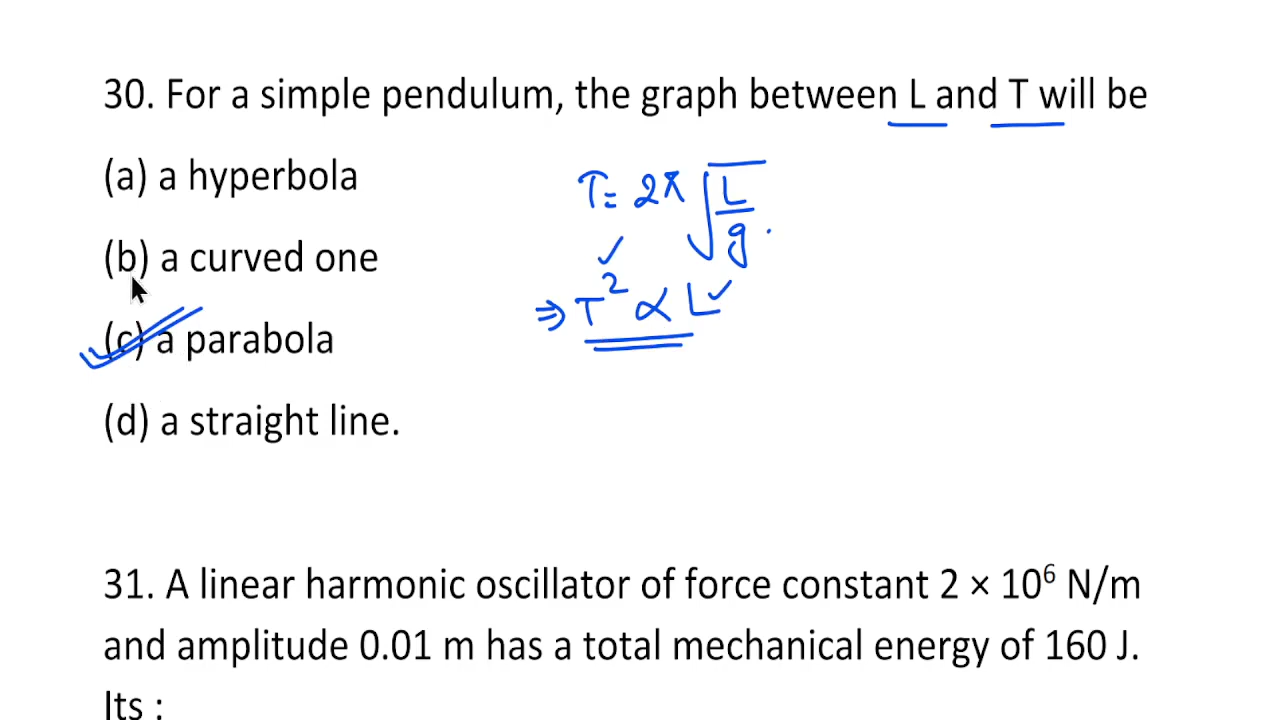 30. For a simple pendulum, the graph between L and T will be
(a) a hyperbola
T = 2π √(L/g)
(b) a curved one
⇒ T² ∝ L
(c) a parabola
(d) a straight line.
31. A linear harmonic oscillator of force constant 2 × 10⁶ N/m
and amplitude 0.01 m has a total mechanical energy of 160 J.
Its :